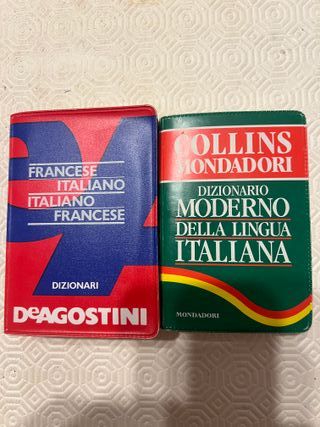 FRANCESE
ITALIANO
ITALIANO
FRANCESE
DIZIONARI
DeAGOSTINI
COLLINS
MONDADORI
DIZIONARIO
MODERNO
DELLA LINGUA
ITALIANA
MONDADORI